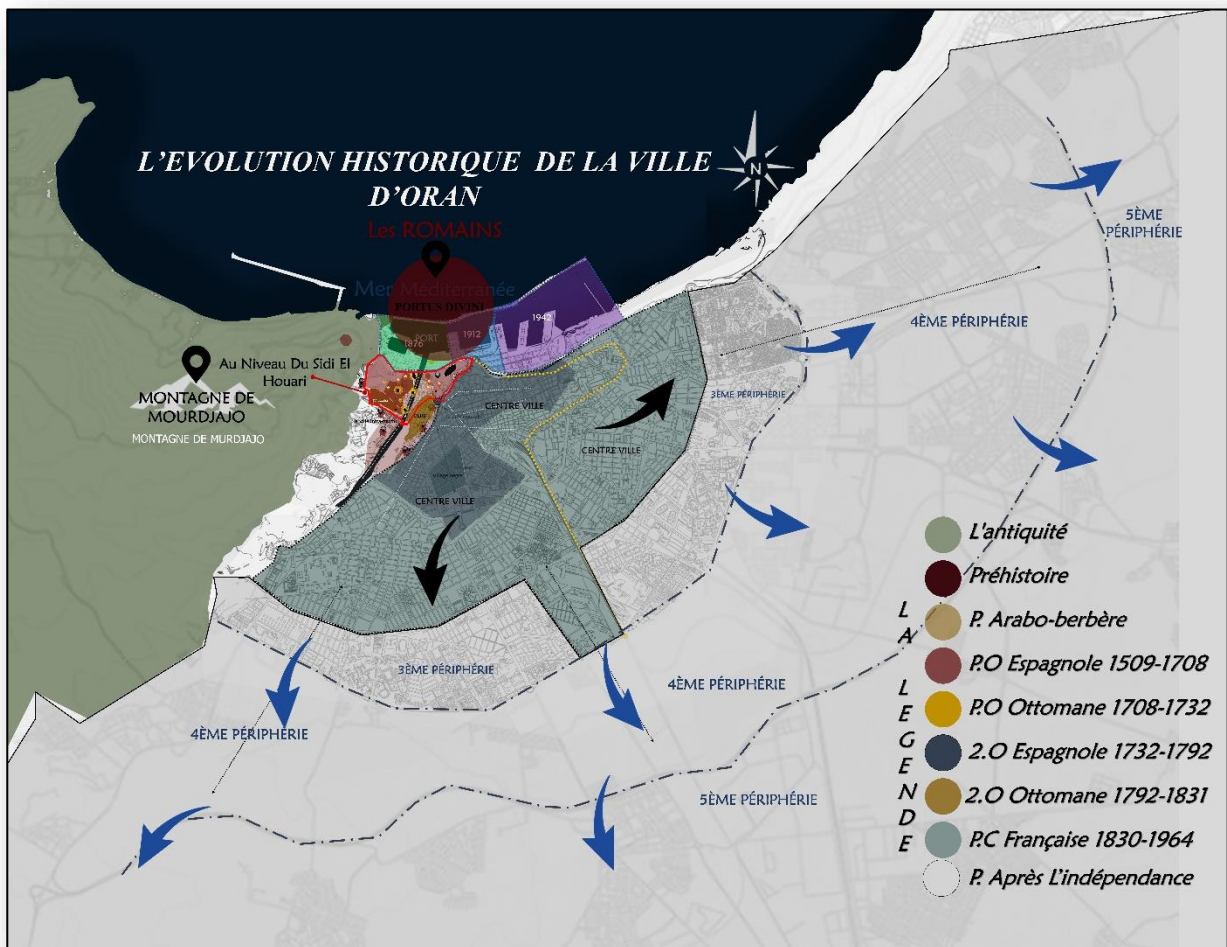 L'EVOLUTION HISTORIQUE DE LA VILLE
D'ORAN
N
Les ROMAINS
Mer Méditerranée
PORTUS DIVINI
PORT
1876
1912
1942
Au Niveau Du Sidi El
Houari
MONTAGNE DE
MOURDJAJO
MONTAGNE DE MURDJAJO
CENTRE VILLE
CENTRE VILLE
CENTRE VILLE
3ÈME PÉRIPHÉRIE
3ÈME PÉRIPHÉRIE
4ÈME PÉRIPHÉRIE
4ÈME PÉRIPHÉRIE
4ÈME PÉRIPHÉRIE
5ÈME
PÉRIPHÉRIE
5ÈME PÉRIPHÉRIE
LA LEGENDE
L'antiquité
Préhistoire
P. Arabo-berbère
P.O Espagnole 1509-1708
P.O Ottomane 1708-1732
2.O Espagnole 1732-1792
2.O Ottomane 1792-1831
P.C Française 1830-1964
P. Après L'indépendance